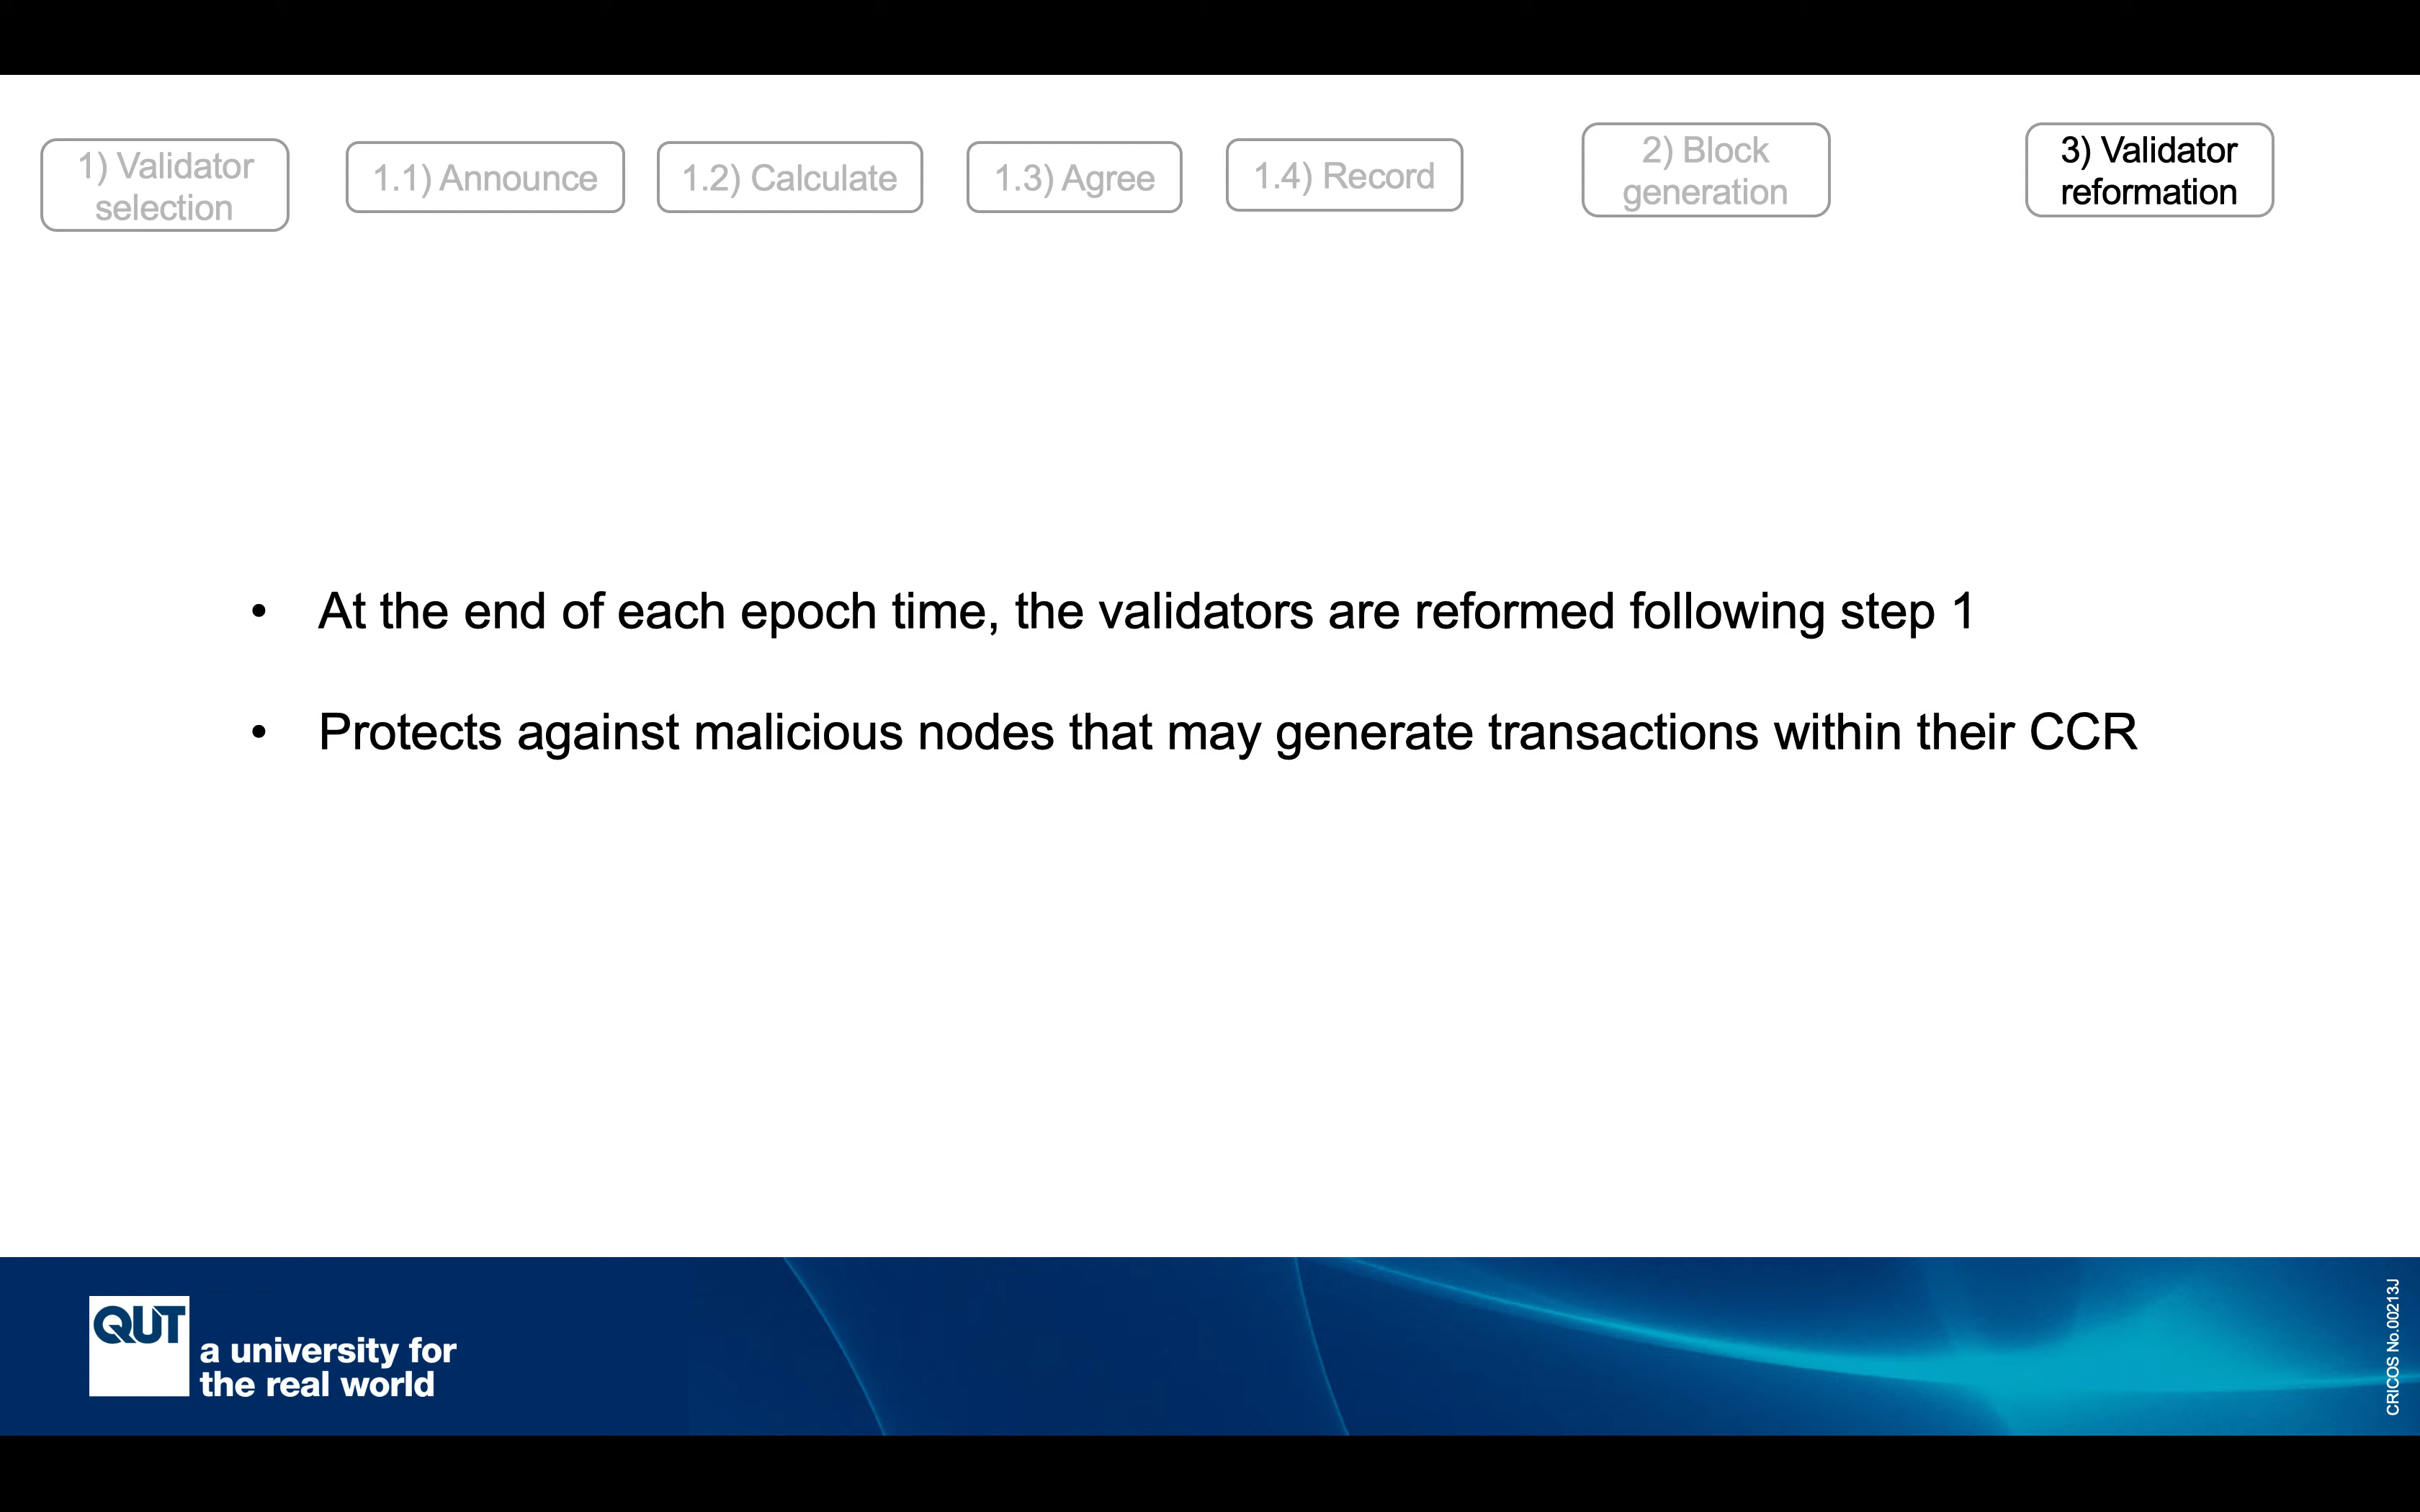 1) Validator
selection
1.1) Announce
1.2) Calculate
1.3) Agree
1.4) Record
2) Block
generation
3) Validator
reformation
• At the end of each epoch time, the validators are reformed following step 1
• Protects against malicious nodes that may generate transactions within their CCR
QUT
a university for
the real world
CRICOS No.00213J